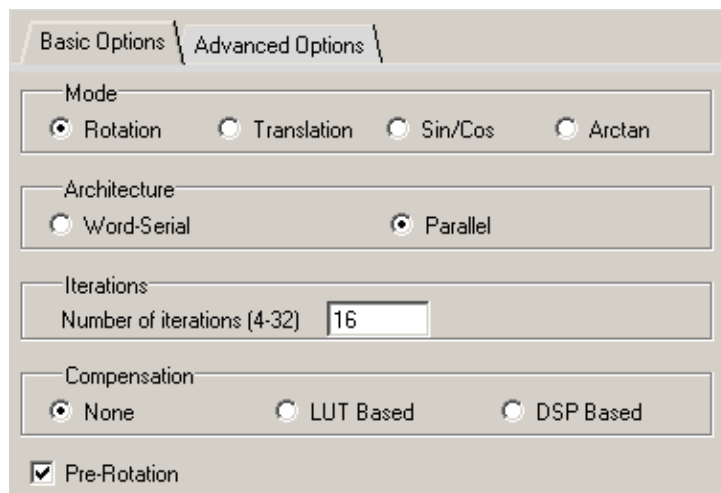 Basic Options Advanced Options
Mode
Rotation Translation Sin/Cos Arctan
Architecture
Word-Serial Parallel
Iterations
Number of iterations (4-32) 16
Compensation
None LUT Based DSP Based
Pre-Rotation